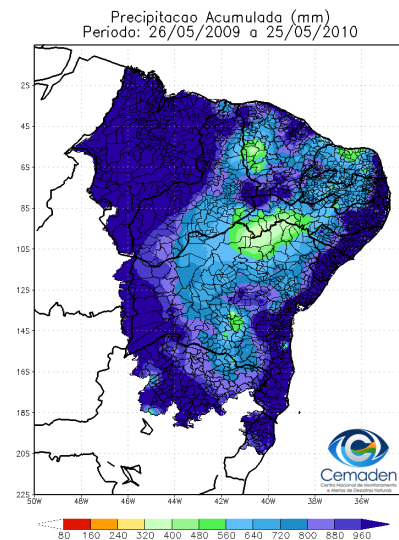 Precipitacao Acumulada (mm)
Periodo: 26/05/2009 a 25/05/2010
2S
4S
6S
8S
10S
12S
14S
16S
18S
20S
22S
50W 48W 46W 44W 42W 40W 38W 36W
Cemaden
Centro Nacional de Monitoramento
e Alertas de Desastres Naturais
80 160 240 320 400 480 560 640 720 800 880 960